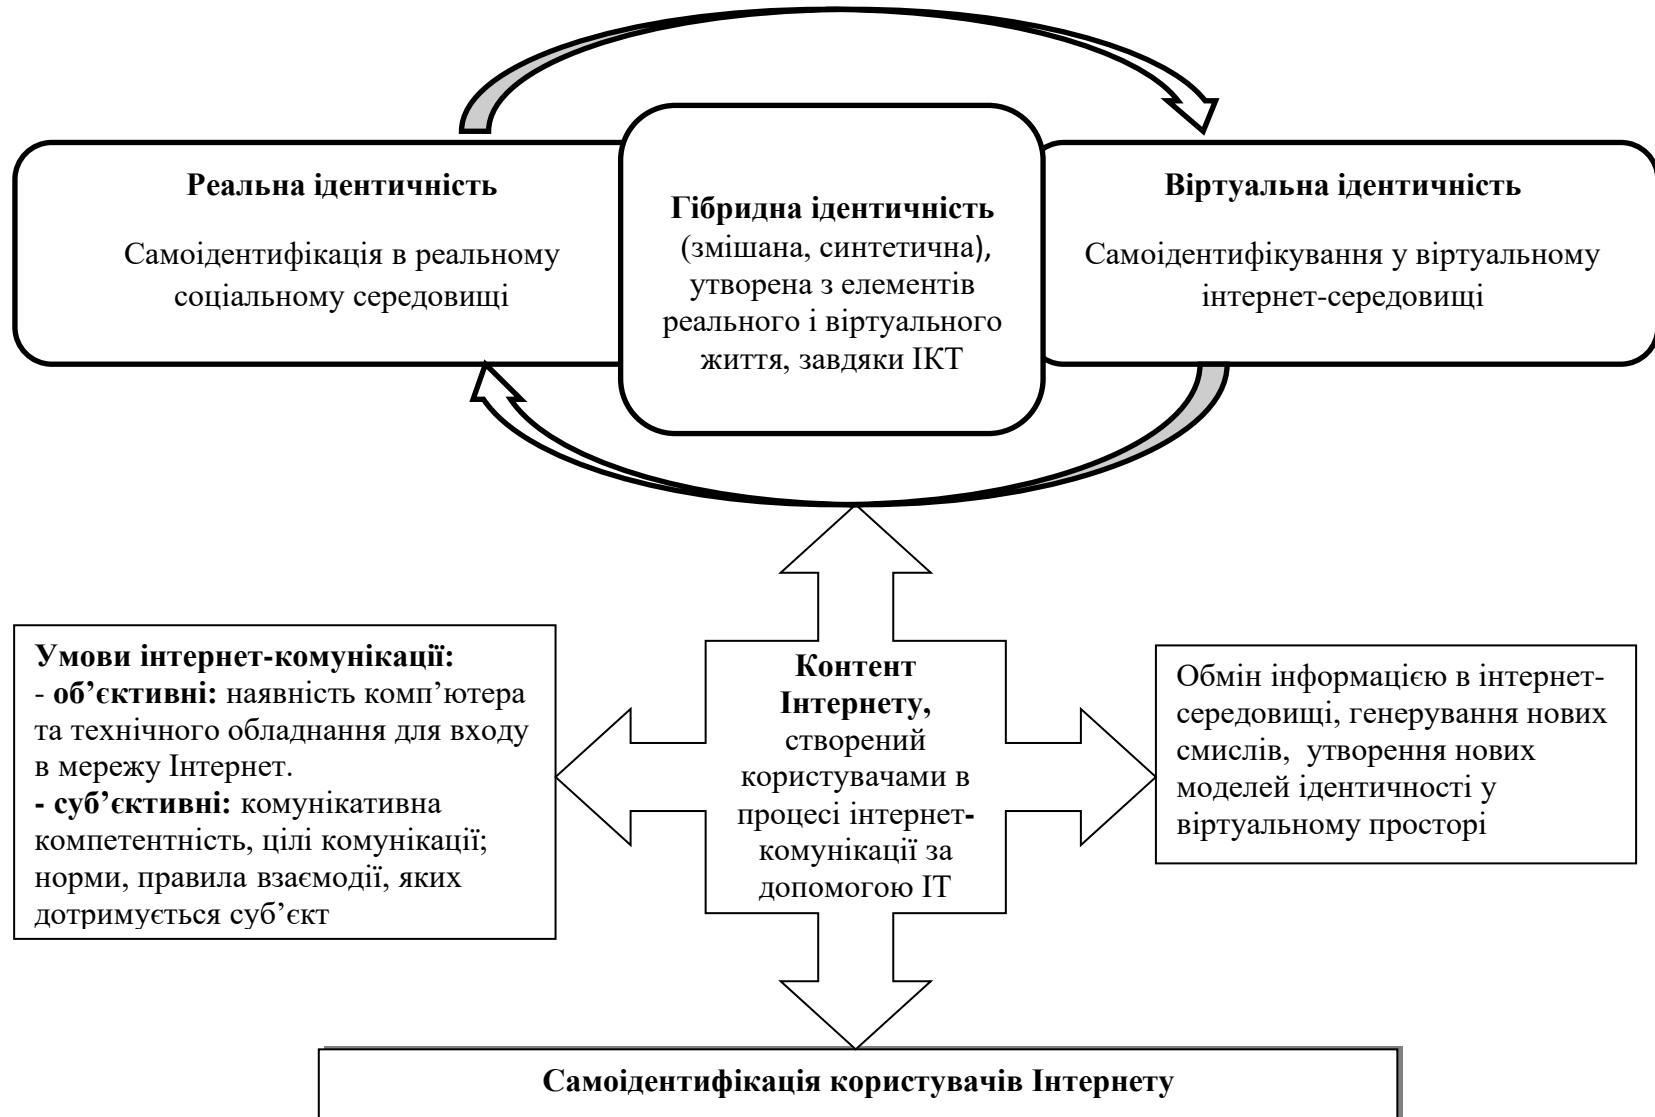 Реальна ідентичність
Самоідентифікація в реальному
соціальному середовищі
Гібридна ідентичність
(змішана, синтетична),
утворена з елементів
реального і віртуального
життя, завдяки ІКТ
Віртуальна ідентичність
Самоідентифікування у віртуальному
інтернет-середовищі
Умови інтернет-комунікації:
- об’єктивні: наявність комп’ютера
та технічного обладнання для входу
в мережу Інтернет.
- суб’єктивні: комунікативна
компетентність, цілі комунікації;
норми, правила взаємодії, яких
дотримується суб’єкт
Контент
Інтернету,
створений
користувачами в
процесі інтернет-
комунікації за
допомогою ІТ
Обмін інформацією в інтернет-
середовищі, генерування нових
смислів, утворення нових
моделей ідентичності у
віртуальному просторі
Самоідентифікація користувачів Інтернету